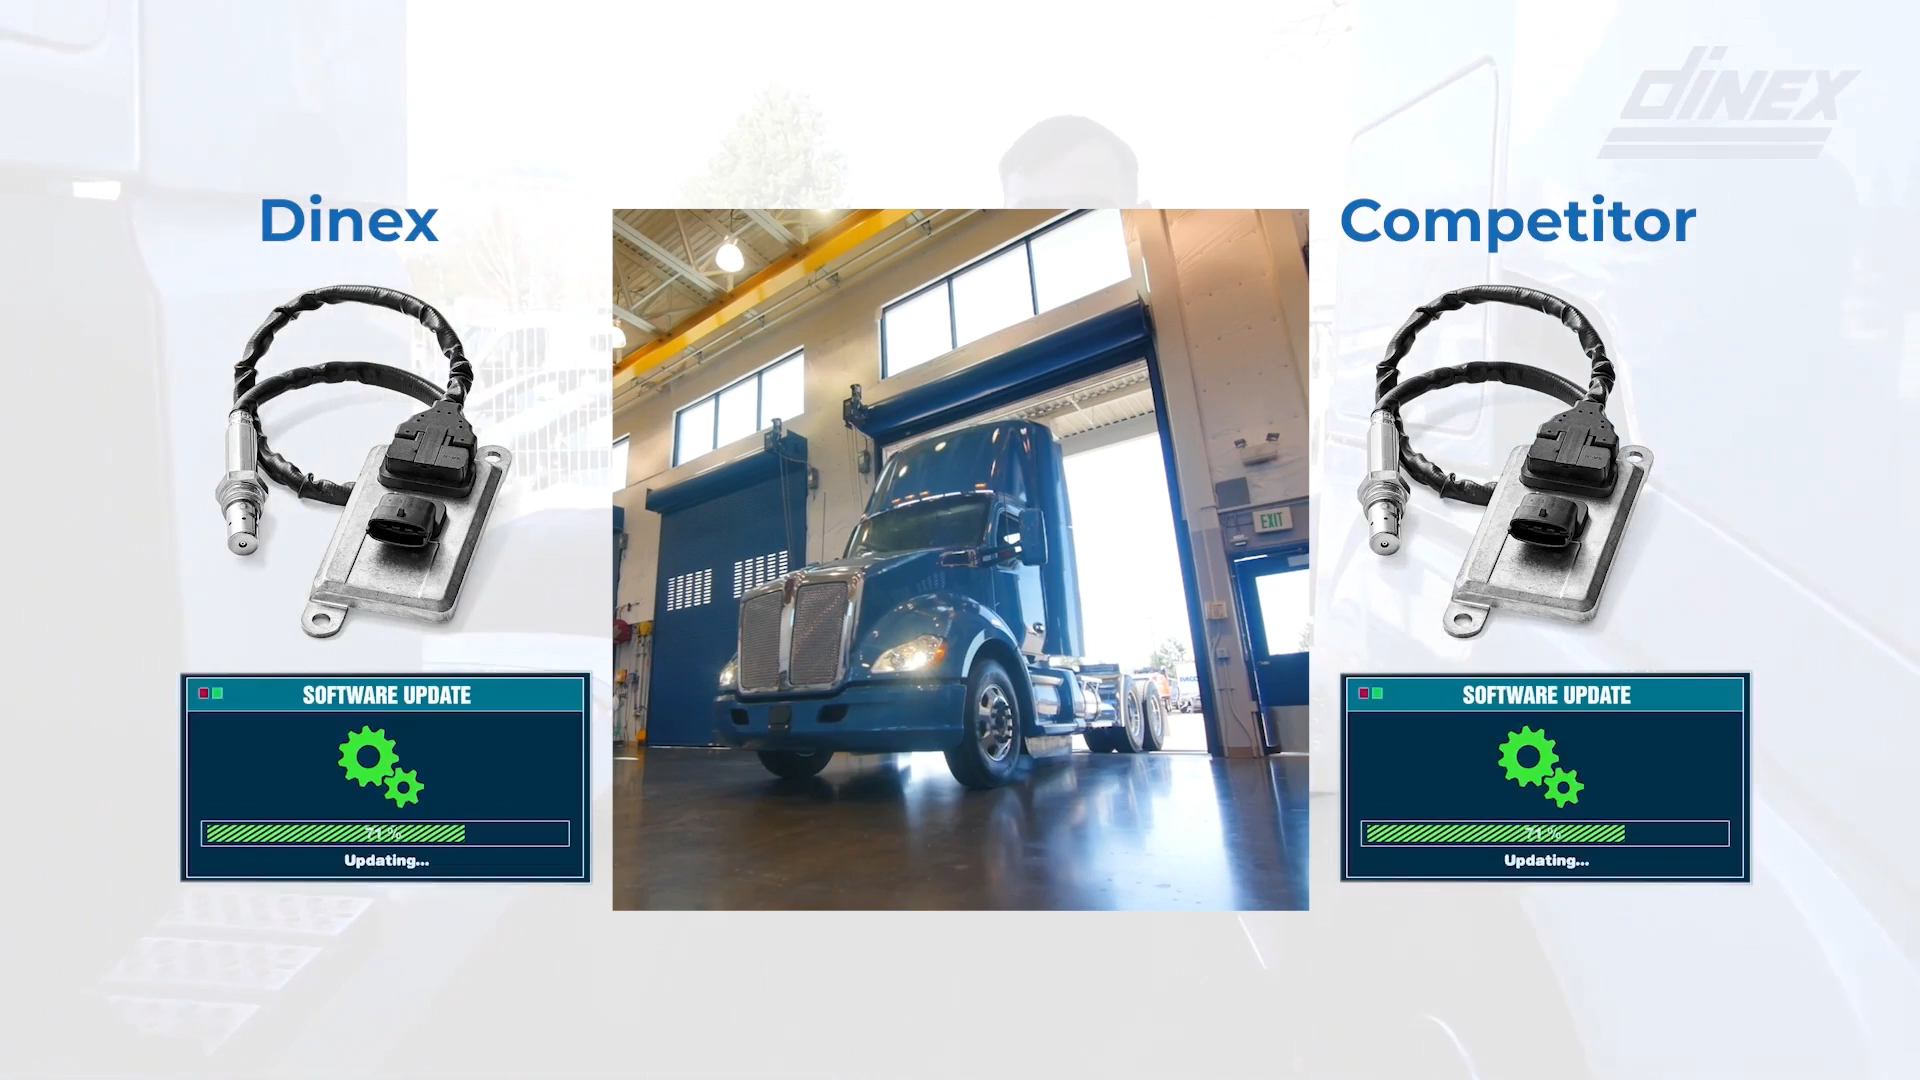 dinex
Dinex
Competitor
EXIT
SOFTWARE UPDATE
71%
Updating...
SOFTWARE UPDATE
71%
Updating...